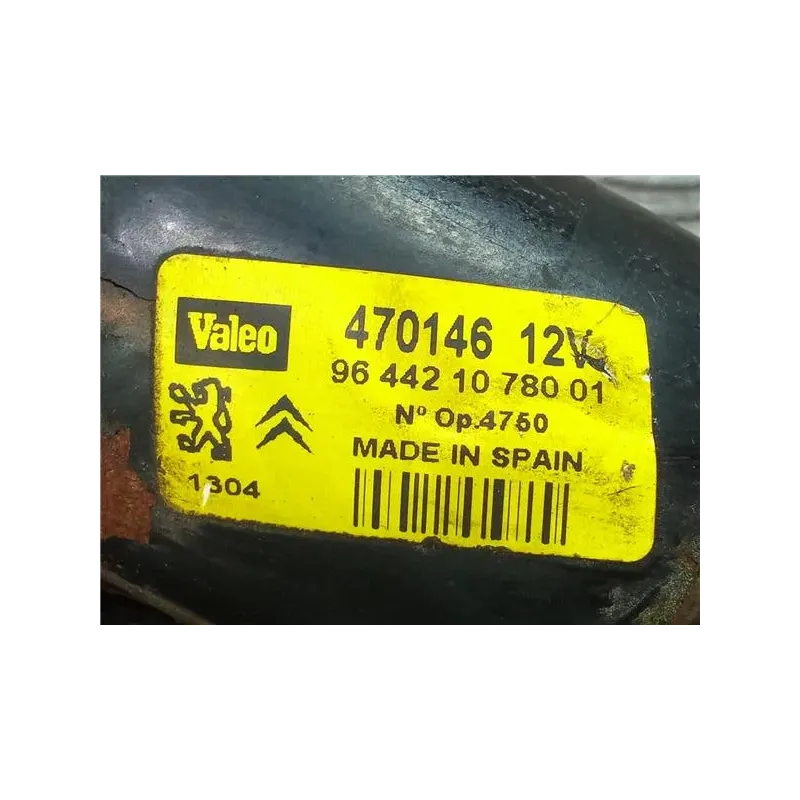 Valeo
470146 12V
96 442 10 780 01
Nº Op.4750
MADE IN SPAIN
1304